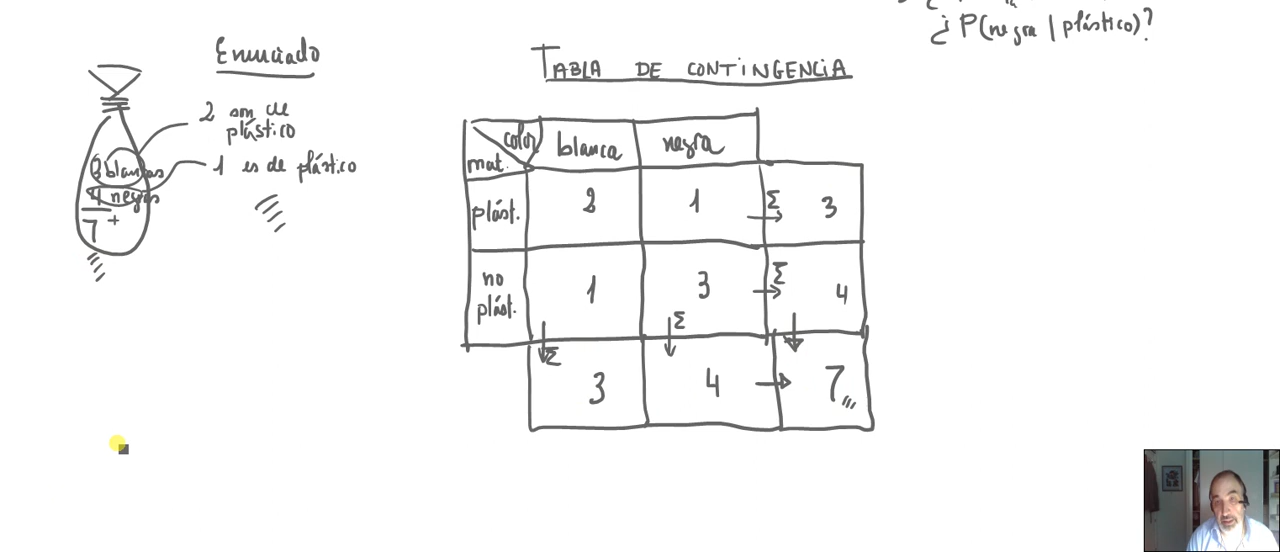 ¿P(negra | plástico)?
Enunciado
2 son de
plástico
1 es de plástico
3 blancas
4 negras
7 +
TABLA DE CONTINGENCIA
color
mat.
blanca
negra
plást.
2
1
Σ
3
no
plást.
1
3
Σ
4
Σ
Σ
3
4
7